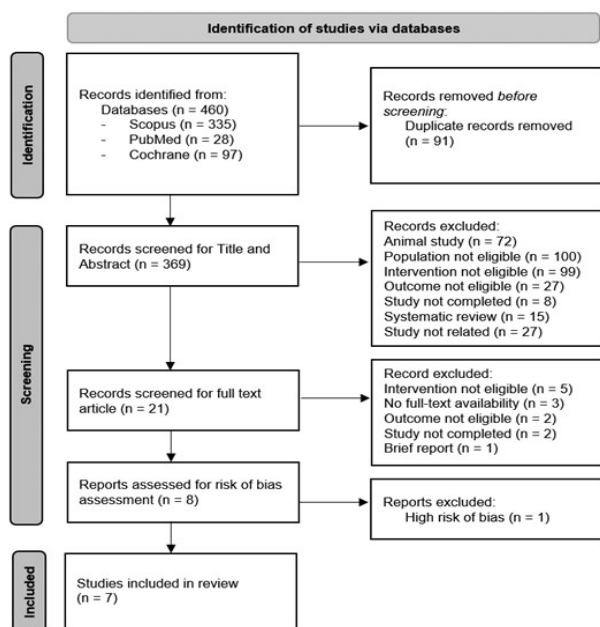 Identification of studies via databases
Identification
Records identified from:
Databases (n = 460)
- Scopus (n = 335)
- PubMed (n = 28)
- Cochrane (n = 97)
Records removed before
screening:
Duplicate records removed
(n = 91)
Screening
Records screened for Title and
Abstract (n = 369)
Records excluded:
Animal study (n = 72)
Population not eligible (n = 100)
Intervention not eligible (n = 99)
Outcome not eligible (n = 27)
Study not completed (n = 8)
Systematic review (n = 15)
Study not related (n = 27)
Records screened for full text
article (n = 21)
Record excluded:
Intervention not eligible (n = 5)
No full-text availability (n = 3)
Outcome not eligible (n = 2)
Study not completed (n = 2)
Brief report (n = 1)
Reports assessed for risk of bias
assessment (n = 8)
Reports excluded:
High risk of bias (n = 1)
Included
Studies included in review
(n = 7)